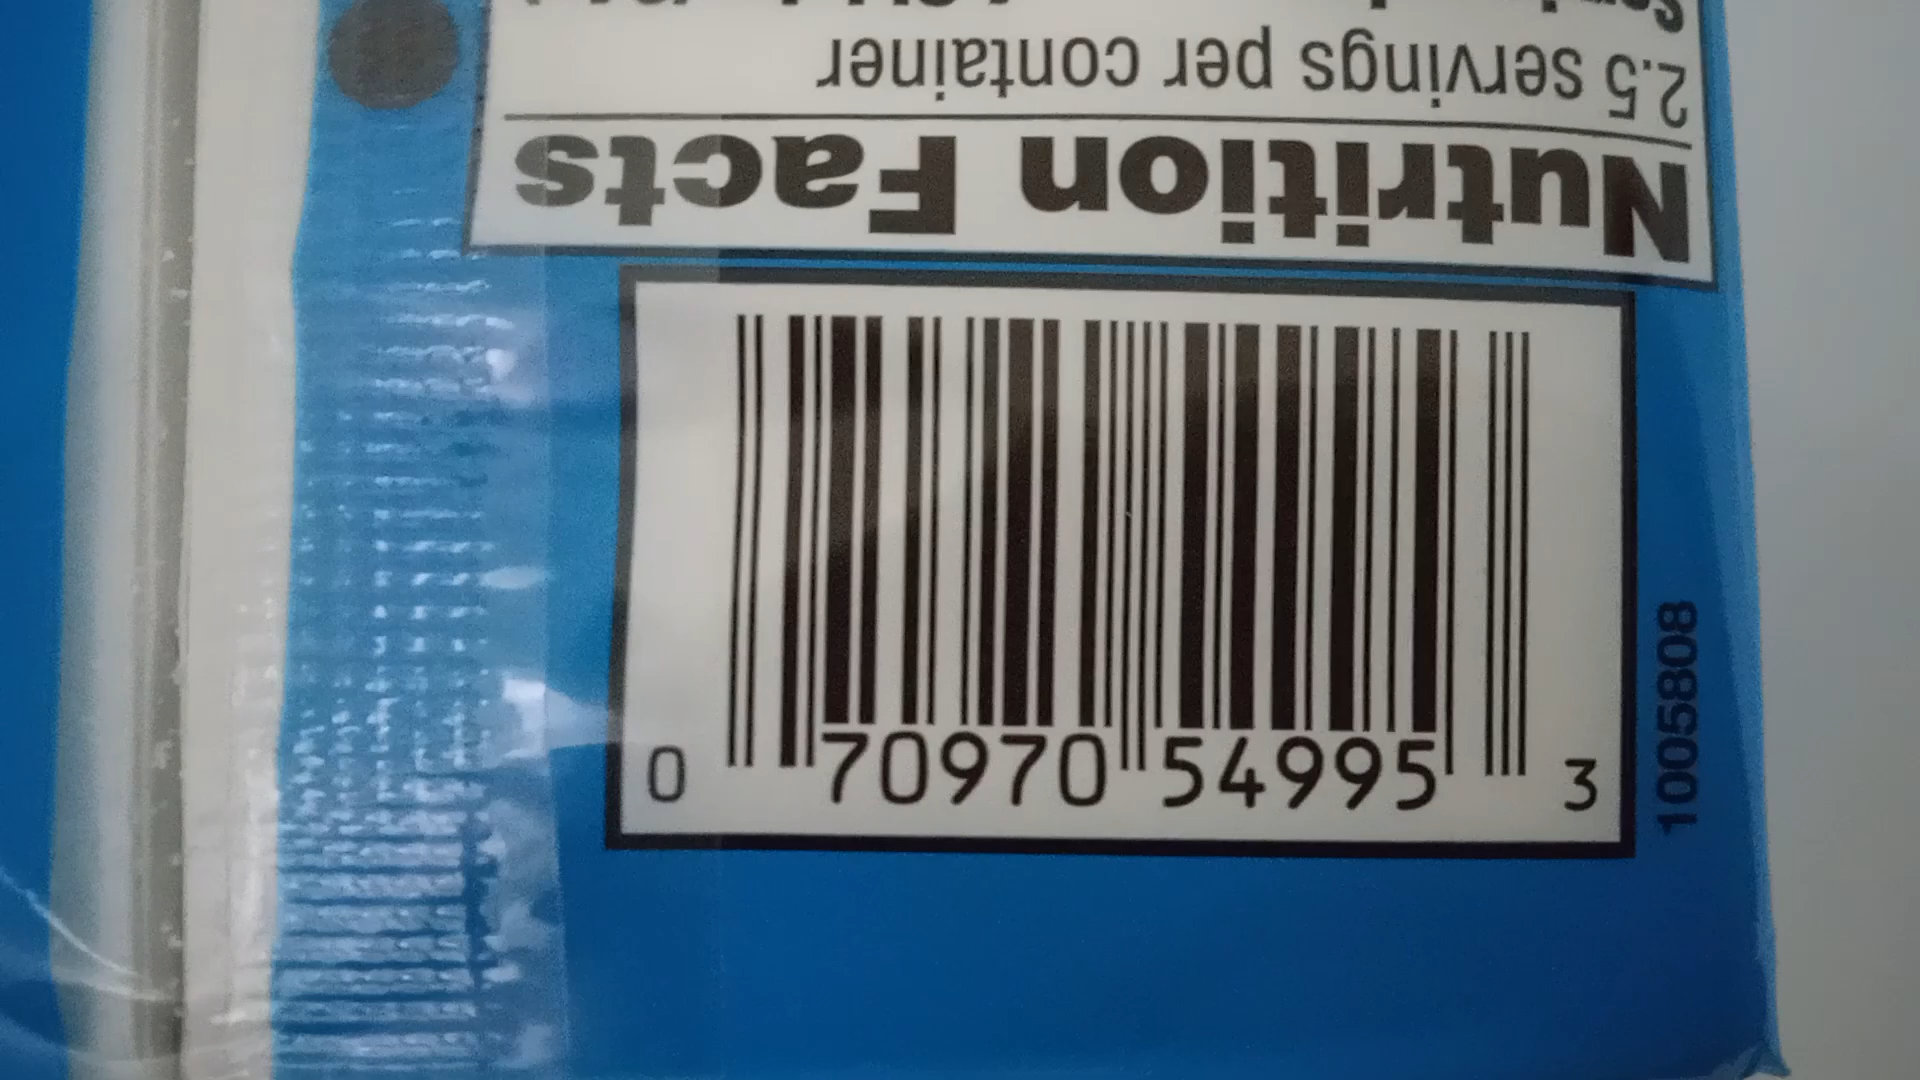 Nutrition Facts
2.5 servings per container
0 70970 54995 3
1005808